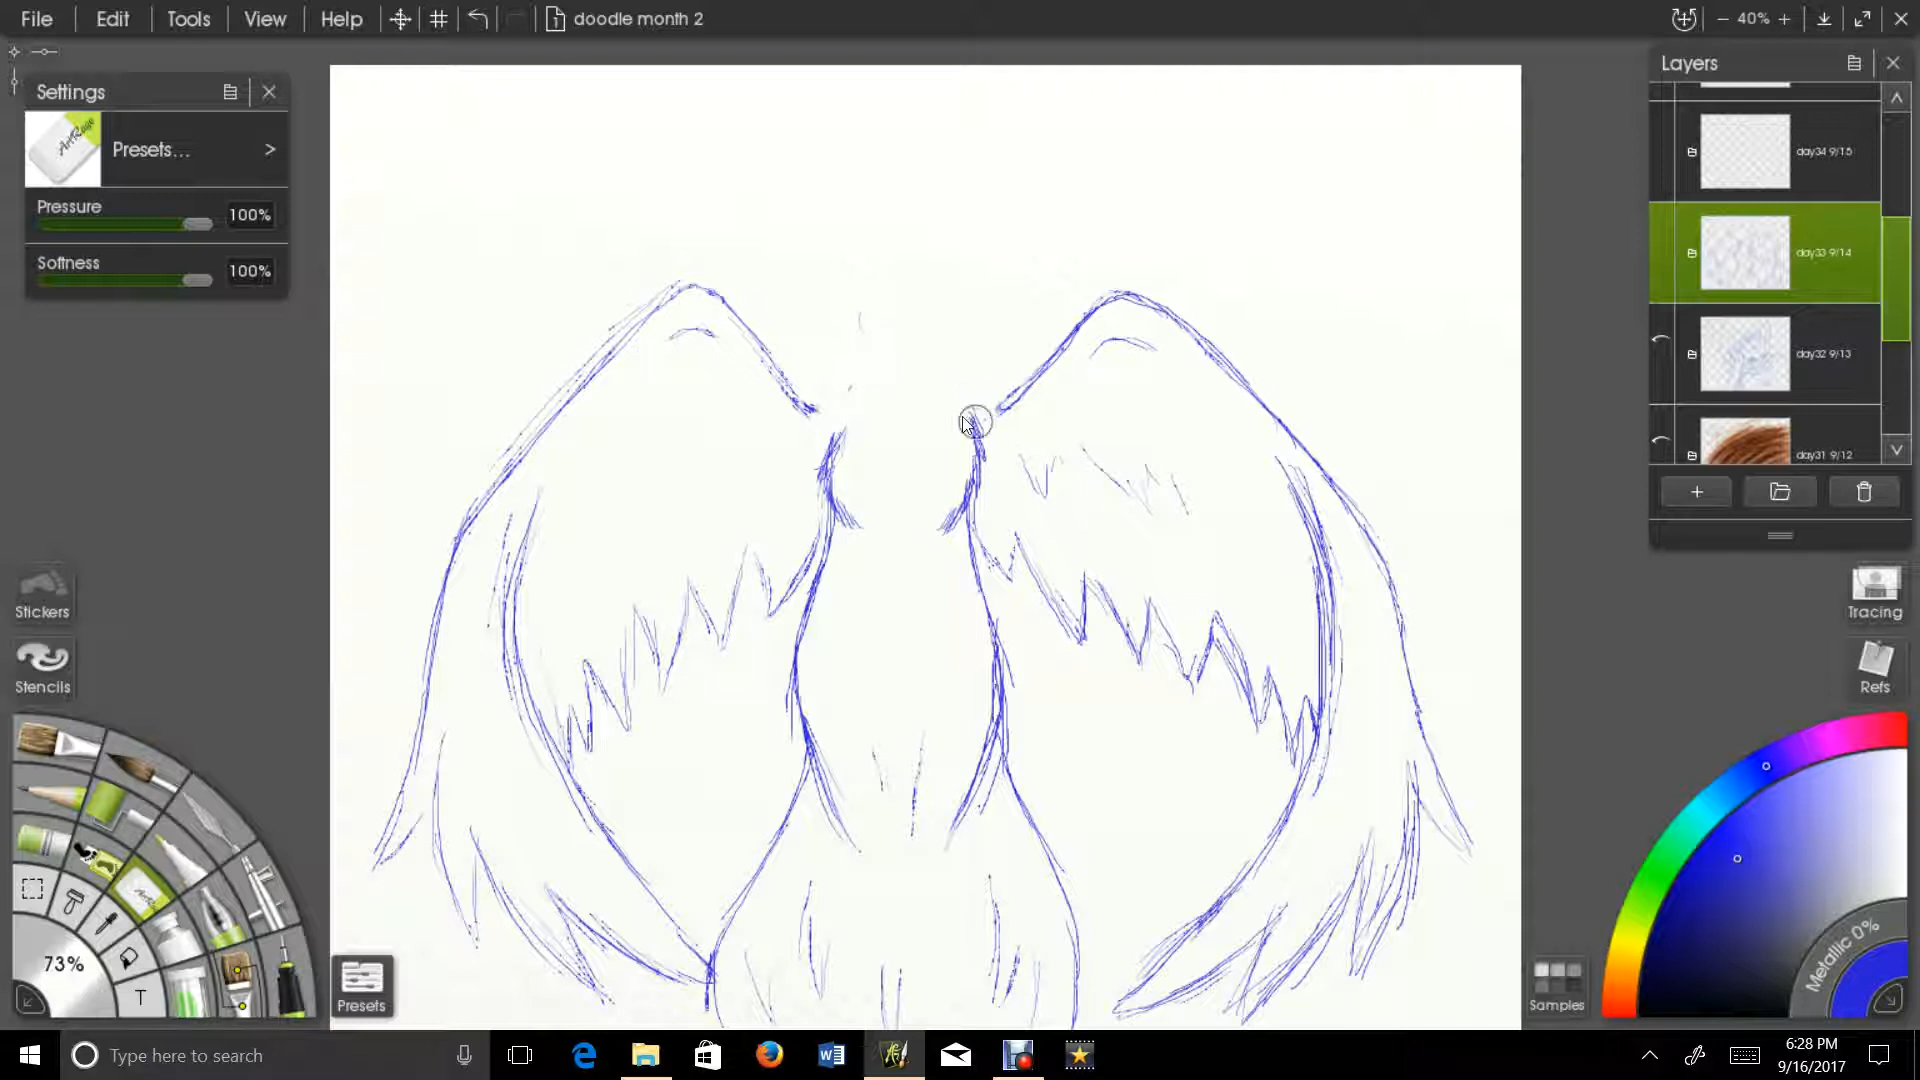 File Edit Tools View Help doodle month 2 40%
Settings
ArtRage
Presets... >
Pressure 100%
Softness 100%
Layers
day34 9/15
day33 9/14
day32 9/13
day31 9/12
Stickers
Stencils
Tracing
Refs
73%
T
Presets
Metallic 0%
Samples
Type here to search
6:28 PM
9/16/2017